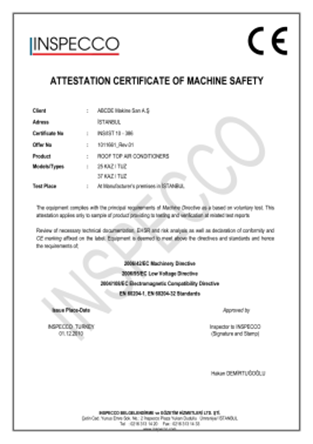 INSPECCO
CE
ATTESTATION CERTIFICATE OF MACHINE SAFETY
Client : ABCDE Makine San A.Ş.
Adress : İSTANBUL
Certificate No : INS/IST 10 - 386
Offer No : 1011661_Rev.01
Product : ROOF TOP AIR CONDITIONERS
Models/Types : 25 KAZ / TUZ
37 KAZ / TUZ
Test Place : At Manufacturer's premises in İSTANBUL
The equipment complies with the principal requirements of Machine Directive as a based on voluntary test. This
attestation applies only to sample of product providing to testing and verification at related test reports
Review of necessary technical documentation, EHSR and risk analysis as well as declaration of conformity and
CE marking affixed on the label. Equipment is deemed to meet above the directives and standards and hence
the requirements of;
2006/42/EC Machinery Directive
2006/95/EC Low Voltage Directive
2004/108/EC Electromagnetic Compatibility Directive
EN 60204-1, EN 60204-32 Standards
Issue Place-Date Approved by
INSPECCO, TURKEY Inspector to INSPECCO
01.12.2010 (Signature and Stamp)
Hakan DEMİRTUĞOĞLU
INSPECCO BELGELENDİRME ve GÖZETİM HİZMETLERİ LTD. ŞTİ.
INSPECCO